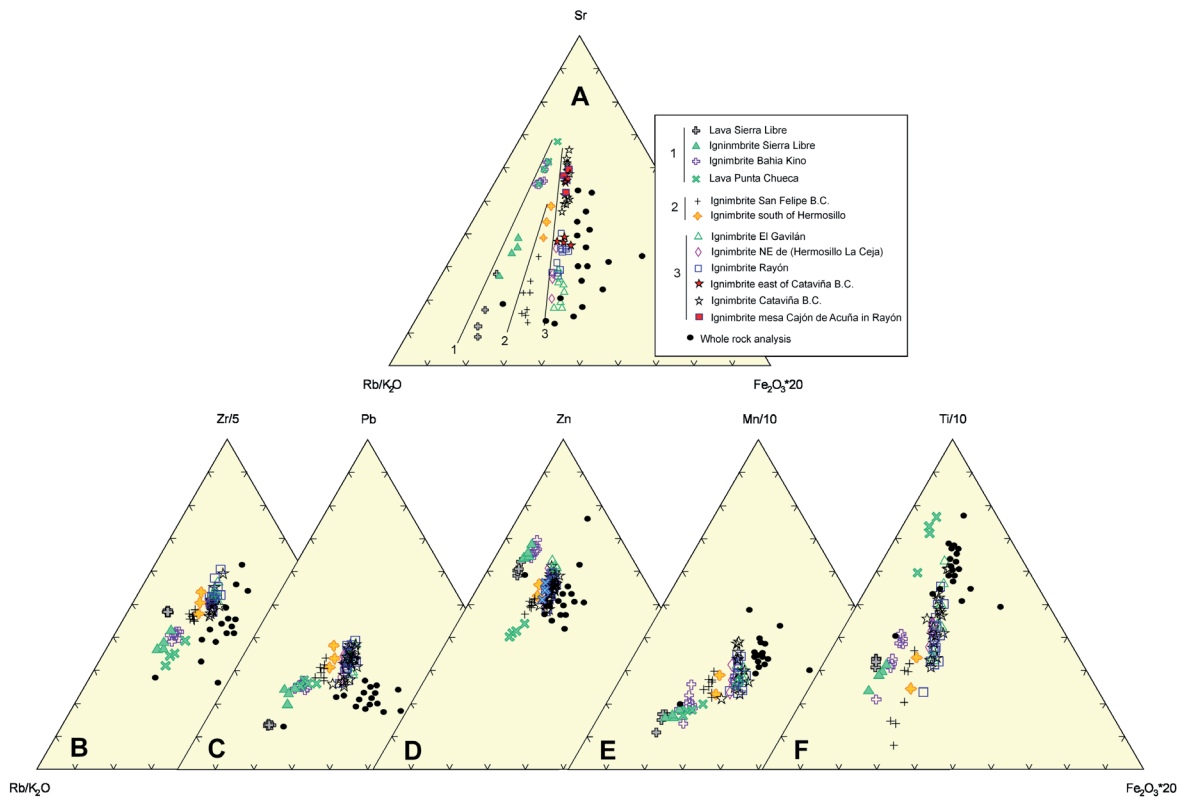 Sr
A
1
Lava Sierra Libre
Igninmbrite Sierra Libre
Ignimbrite Bahia Kino
Lava Punta Chueca
2
Ignimbrite San Felipe B.C.
Ignimbrite south of Hermosillo
3
Ignimbrite El Gavilán
Ignimbrite NE de (Hermosillo La Ceja)
Ignimbrite Rayón
Ignimbrite east of Cataviña B.C.
Ignimbrite Cataviña B.C.
Ignimbrite mesa Cajón de Acuña in Rayón
Whole rock analysis
1 2 3
Rb/K₂O Fe₂O₃*20
Zr/5 Pb Zn Mn/10 Ti/10
B C D E F
Rb/K₂O Fe₂O₃*20